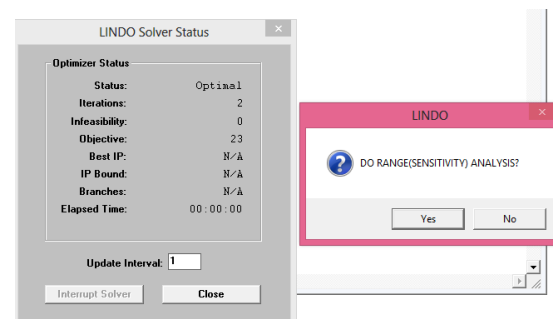 LINDO Solver Status
Optimizer Status
Status: Optimal
Iterations: 2
Infeasibility: 0
Objective: 23
Best IP: N/A
IP Bound: N/A
Branches: N/A
Elapsed Time: 00:00:00
Update Interval: 1
Interrupt Solver Close
LINDO
DO RANGE(SENSITIVITY) ANALYSIS?
Yes No